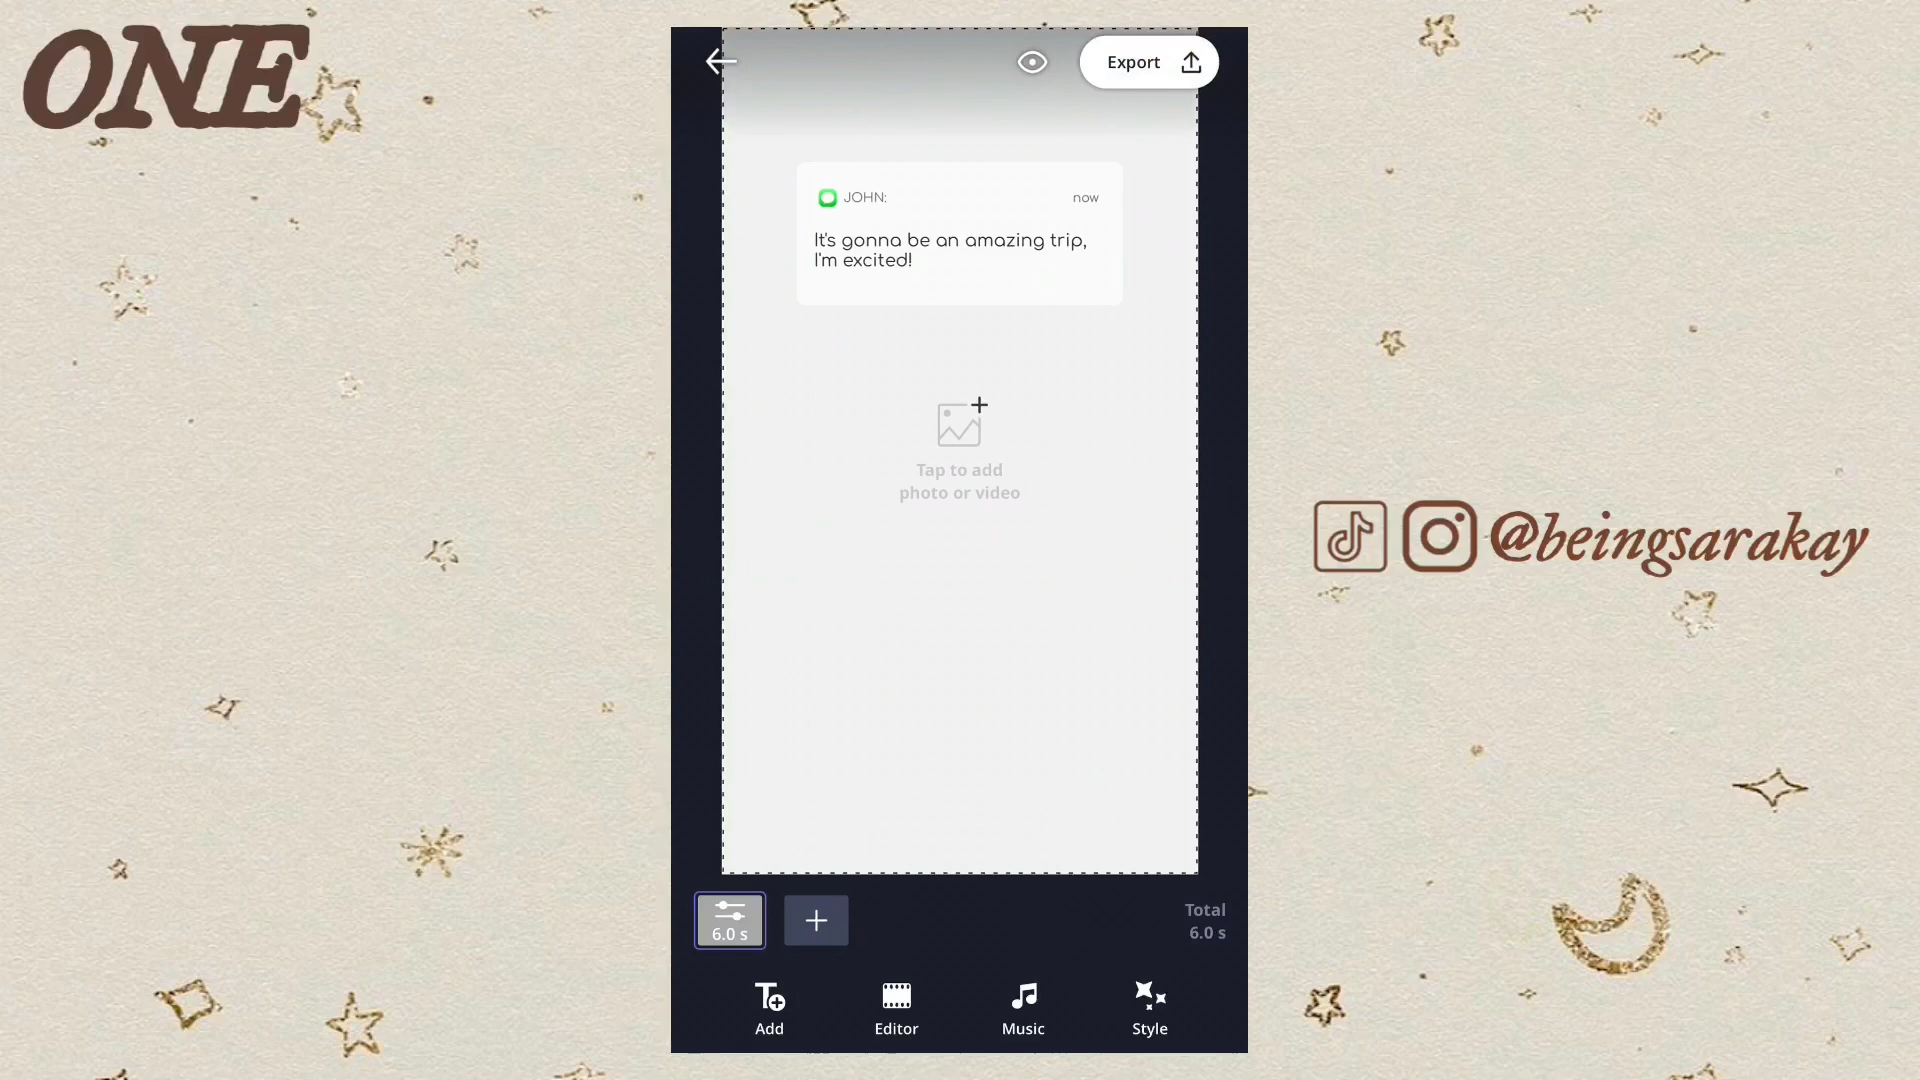 ONE
Export
JOHN:
now
It's gonna be an amazing trip,
I'm excited!
Tap to add
photo or video
@beingsarakay
6.0 s
Total
6.0 s
Add
Editor
Music
Style